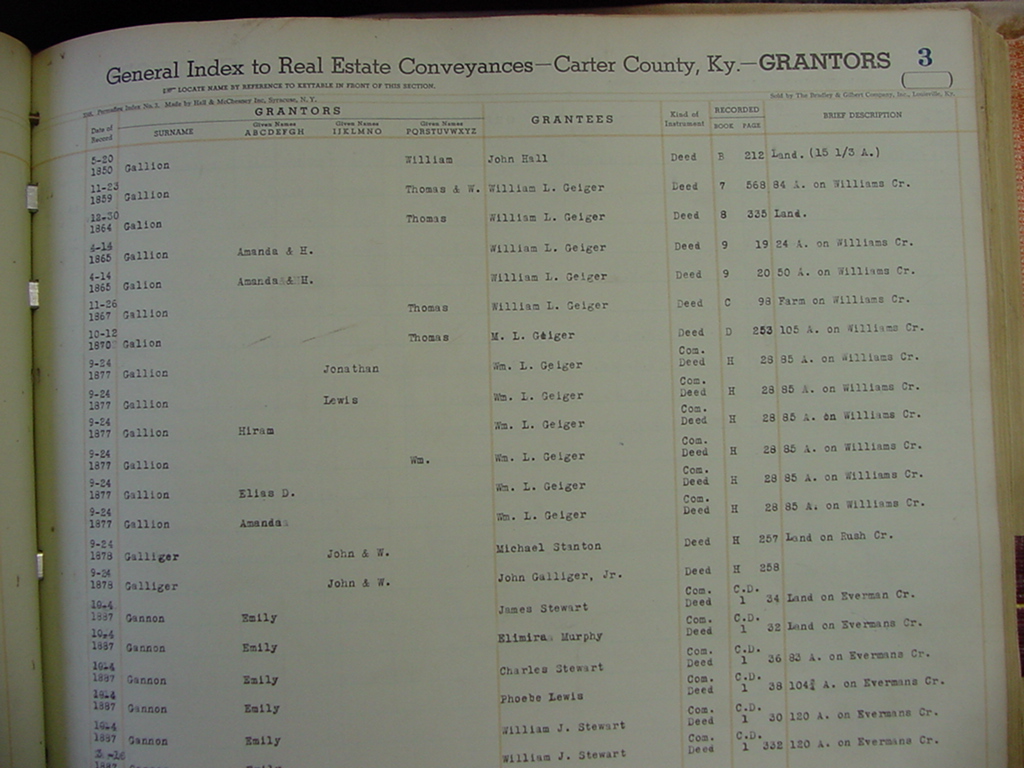 General Index to Real Estate Conveyances—Carter County, Ky.—GRANTORS 3
LOCATE NAME BY REFERENCE TO KEYTABLE IN FRONT OF THIS SECTION.
Index No. 3. Made by Hall & McChesney Inc, Syracuse, N. Y. Sold by The Bradley & Gilbert Company, Inc., Louisville, Ky.
GRANTORS
Date of Record SURNAME Given Names ABCDEFGH Given Names IJKLMNO Given Names PQRSTUVWXYZ GRANTEES Kind of Instrument RECORDED BOOK PAGE BRIEF DESCRIPTION
5-20 1850 Gallion William John Hall Deed B 212 Land. (15 1/3 A.)
11-23 1859 Gallion Thomas & W. William L. Geiger Deed 7 568 84 A. on Williams Cr.
12-30 1864 Galion Thomas William L. Geiger Deed 8 335 Land.
1865 Gallion Amanda & H. William L. Geiger Deed 9 19 24 A. on Williams Cr.
4-14 1865 Galion Amanda & H. William L. Geiger Deed 9 20 50 A. on Williams Cr.
11-26 1867 Gallion Thomas William L. Geiger Deed C 98 Farm on Williams Cr.
10-12 1870 Galion Thomas M. L. Geiger Deed D 253 105 A. on Williams Cr.
9-24 1877 Gallion Jonathan Wm. L. Geiger Com. Deed H 28 85 A. on Williams Cr.
9-24 1877 Gallion Lewis Wm. L. Geiger Com. Deed H 28 85 A. on Williams Cr.
9-24 1877 Gallion Hiram Wm. L. Geiger Com. Deed H 28 85 A. on Williams Cr.
9-24 1877 Gallion Wm. Wm. L. Geiger Com. Deed H 28 85 A. on Williams Cr.
9-24 1877 Gallion Elias D. Wm. L. Geiger Com. Deed H 28 85 A. on Williams Cr.
9-24 1877 Gallion Amanda Wm. L. Geiger Com. Deed H 28 85 A. on Williams Cr.
9-24 1878 Galliger John & W. Michael Stanton Deed H 257 Land on Rush Cr.
9-24 1878 Galliger John & W. John Galliger, Jr. Deed H 258
10-4 1887 Gannon Emily James Stewart Com. Deed C.D. 1 34 Land on Everman Cr.
10-4 1887 Gannon Emily Elimira Murphy Com. Deed C.D. 1 32 Land on Evermans Cr.
10-4 1887 Gannon Emily Charles Stewart Com. Deed C.D. 1 36 83 A. on Evermans Cr.
10-4 1887 Gannon Emily Phoebe Lewis Com. Deed C.D. 1 38 A. on Evermans Cr.
10-4 1887 Gannon Emily William J. Stewart Com. Deed C.D. 1 30 120 A. on Evermans Cr.
1887 William J. Stewart Com. Deed C.D. 1 332 120 A. on Evermans Cr.